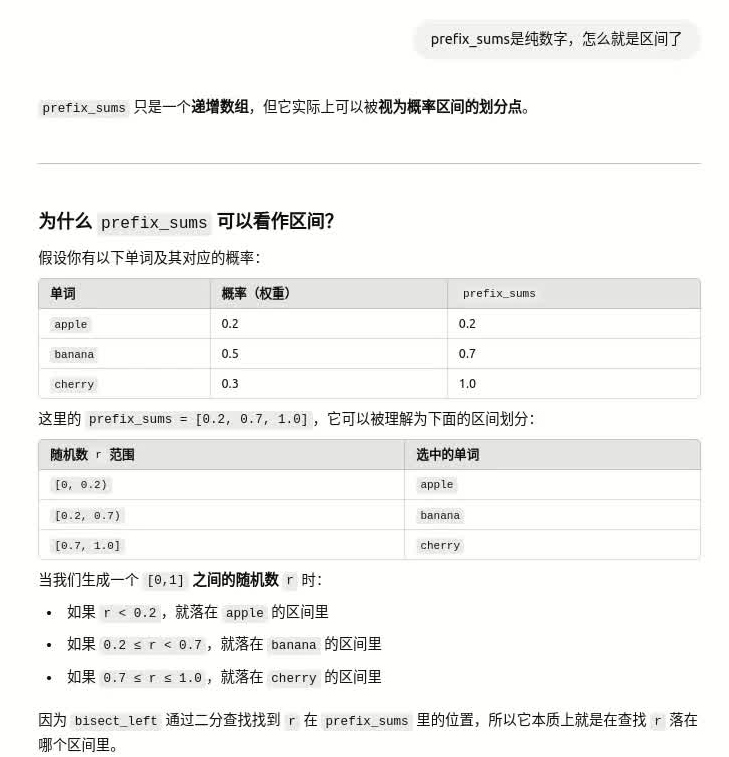 prefix_sums是纯数字，怎么就是区间了
prefix_sums 只是一个递增数组，但它实际上可以被视为概率区间的划分点。
为什么 prefix_sums 可以看作区间？
假设你有以下单词及其对应的概率：
单词 概率（权重） prefix_sums
apple 0.2 0.2
banana 0.5 0.7
cherry 0.3 1.0
这里的 prefix_sums = [0.2, 0.7, 1.0]，它可以被理解为下面的区间划分：
随机数 r 范围 选中的单词
[0, 0.2) apple
[0.2, 0.7) banana
[0.7, 1.0] cherry
当我们生成一个 [0,1] 之间的随机数 r 时：
• 如果 r < 0.2，就落在 apple 的区间里
• 如果 0.2 ≤ r < 0.7，就落在 banana 的区间里
• 如果 0.7 ≤ r ≤ 1.0，就落在 cherry 的区间里
因为 bisect_left 通过二分查找找到 r 在 prefix_sums 里的位置，所以它本质上就是在查找 r 落在
哪个区间里。